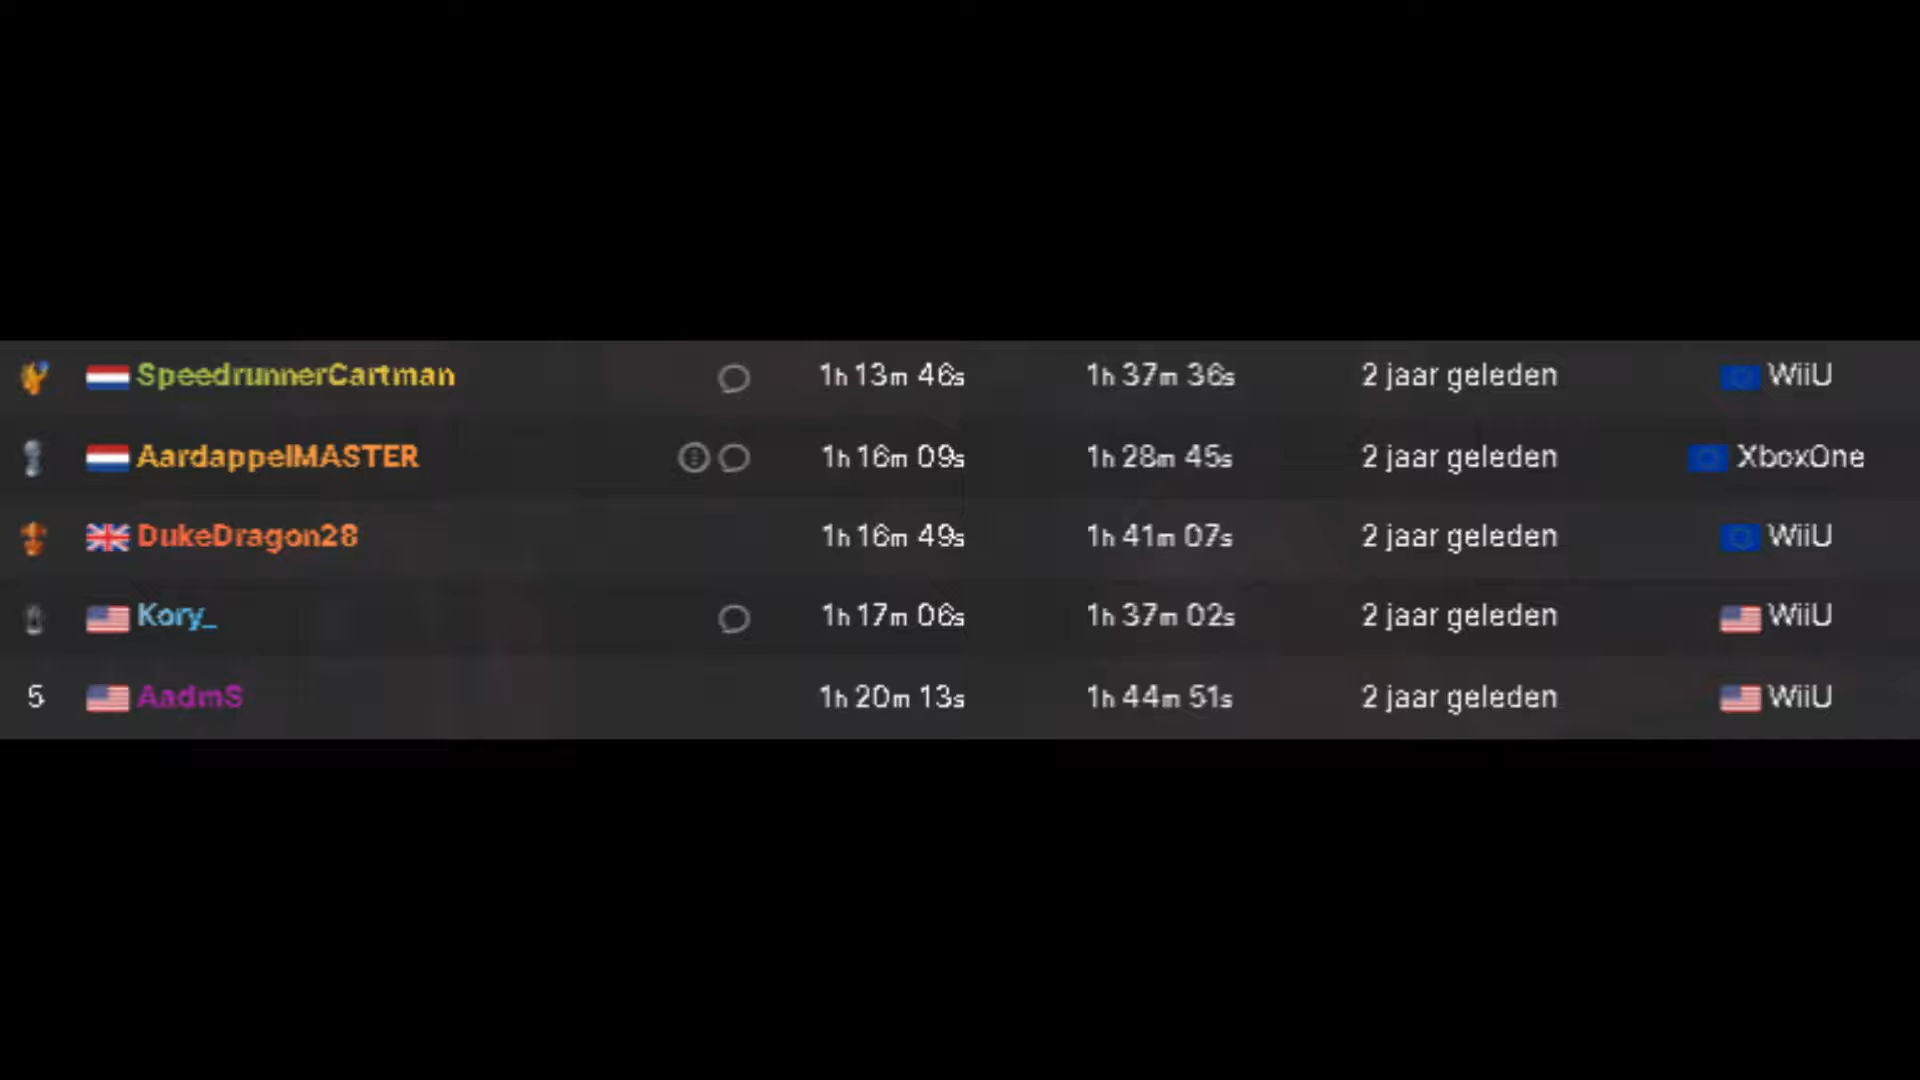 SpeedrunnerCartman 1h 13m 46s 1h 37m 36s 2 jaar geleden WiiU
AardappelMASTER 1h 16m 09s 1h 28m 45s 2 jaar geleden XboxOne
DukeDragon28 1h 16m 49s 1h 41m 07s 2 jaar geleden WiiU
Kory_ 1h 17m 06s 1h 37m 02s 2 jaar geleden WiiU
5 AadmS 1h 20m 13s 1h 44m 51s 2 jaar geleden WiiU